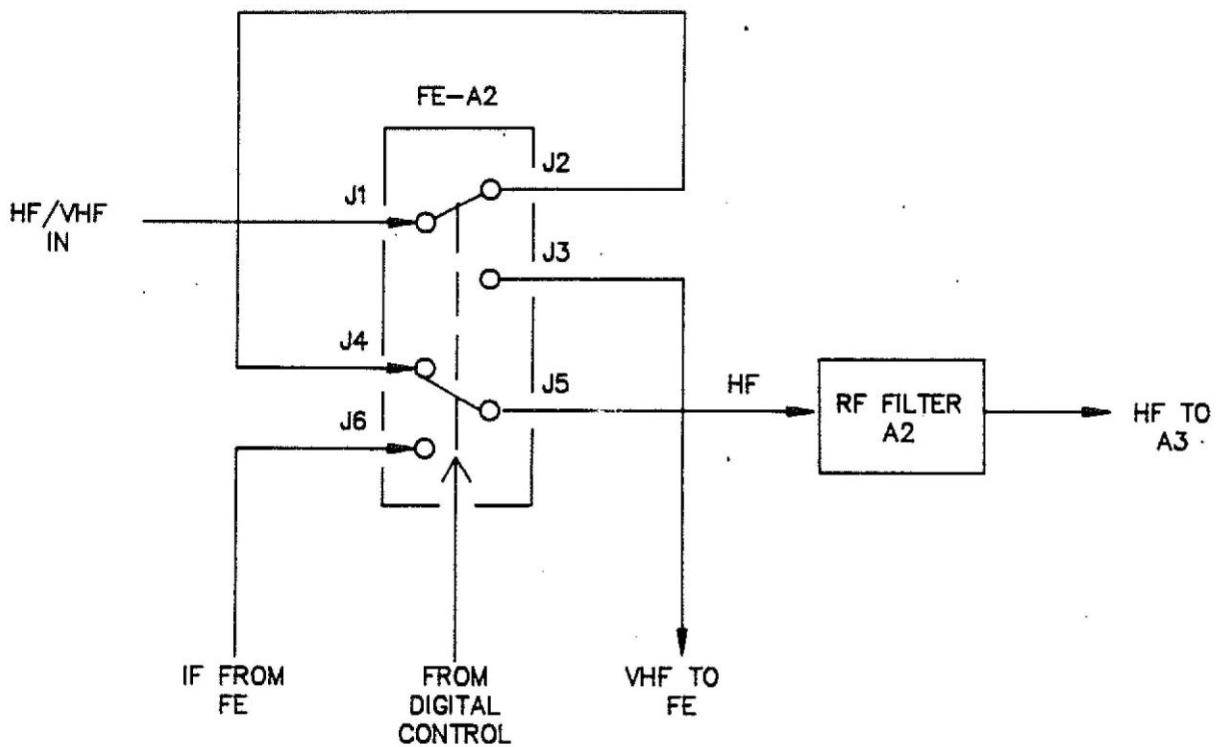 FE-A2
J2
J1
HF/VHF
IN
J3
J4
J5
HF
RF FILTER
A2
HF TO
A3
J6
IF FROM
FE
FROM
DIGITAL
CONTROL
VHF TO
FE